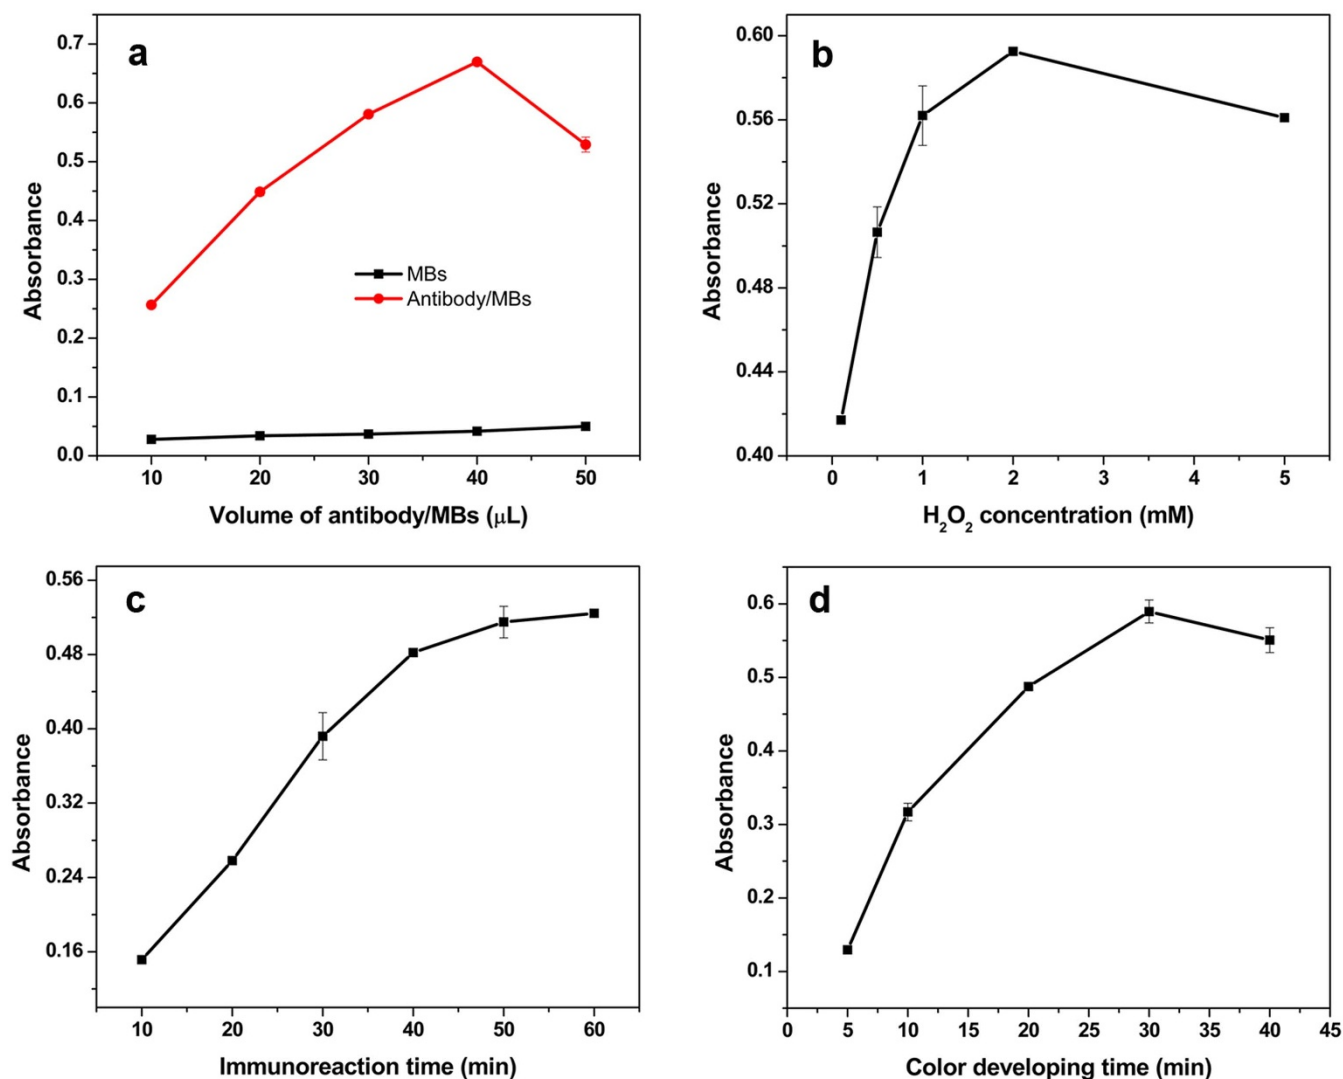 a
0.7
0.6
0.5
0.4
0.3
0.2
0.1
0.0
Absorbance
MBs
Antibody/MBs
10 20 30 40 50
Volume of antibody/MBs (μL)
b
0.60
0.56
0.52
0.48
0.44
0.40
Absorbance
0 1 2 3 4 5
H₂O₂ concentration (mM)
c
0.56
0.48
0.40
0.32
0.24
0.16
Absorbance
10 20 30 40 50 60
Immunoreaction time (min)
d
0.6
0.5
0.4
0.3
0.2
0.1
Absorbance
0 5 10 15 20 25 30 35 40 45
Color developing time (min)